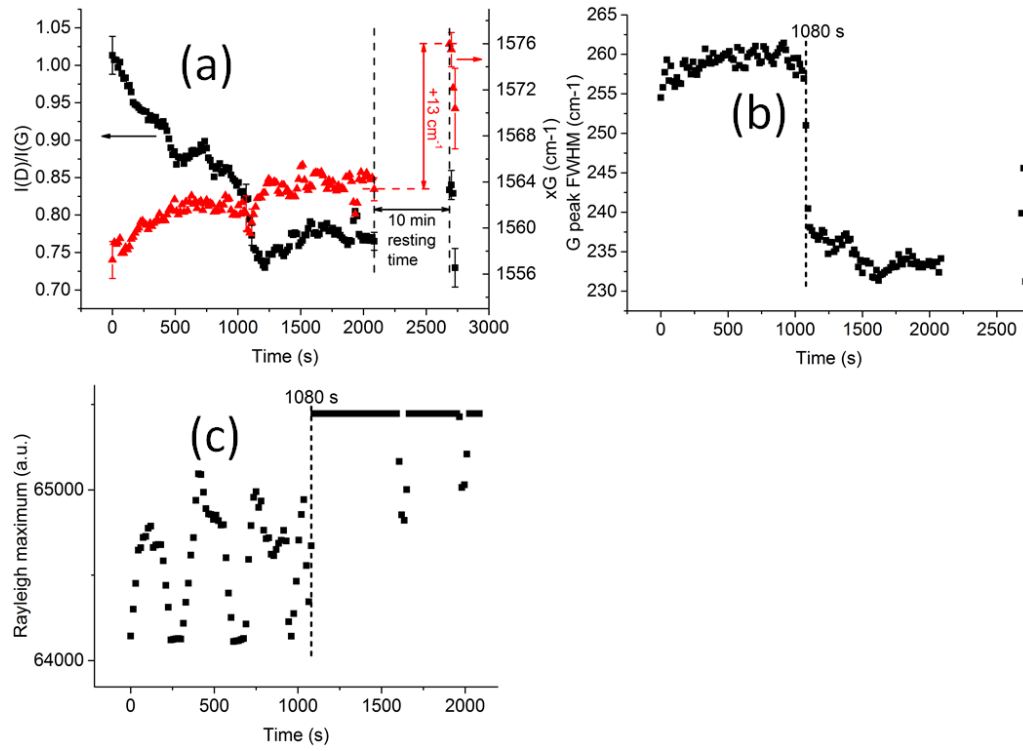 (a)
I(D)/I(G)
1.05
1.00
0.95
0.90
0.85
0.80
0.75
0.70
0
500
1000
1500
2000
2500
3000
Time (s)
+13 cm⁻¹
10 min
resting
time
1576
1572
1568
1564
1560
1556
xG (cm-1)
(b)
G peak FWHM (cm-1)
265
260
255
250
245
240
235
230
1080 s
0
500
1000
1500
2000
2500
Time (s)
(c)
Rayleigh maximum (a.u.)
65000
64000
1080 s
0
500
1000
1500
2000
Time (s)